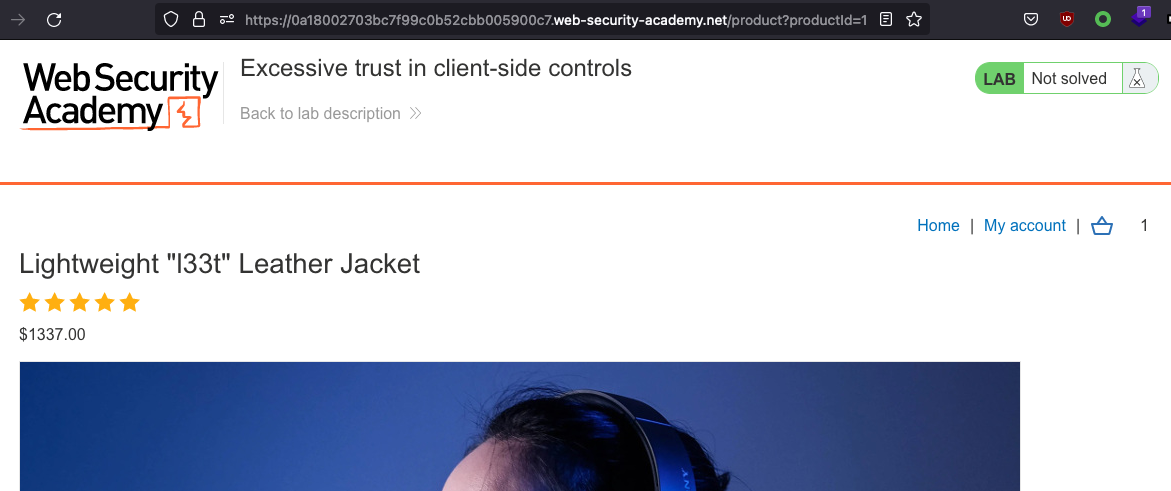 https://0a18002703bc7f99c0b52cbb005900c7.web-security-academy.net/product?productId=1
1
Web Security
Academy
Excessive trust in client-side controls
Back to lab description
LAB
Not solved
Home | My account | 1
Lightweight "l33t" Leather Jacket
$1337.00